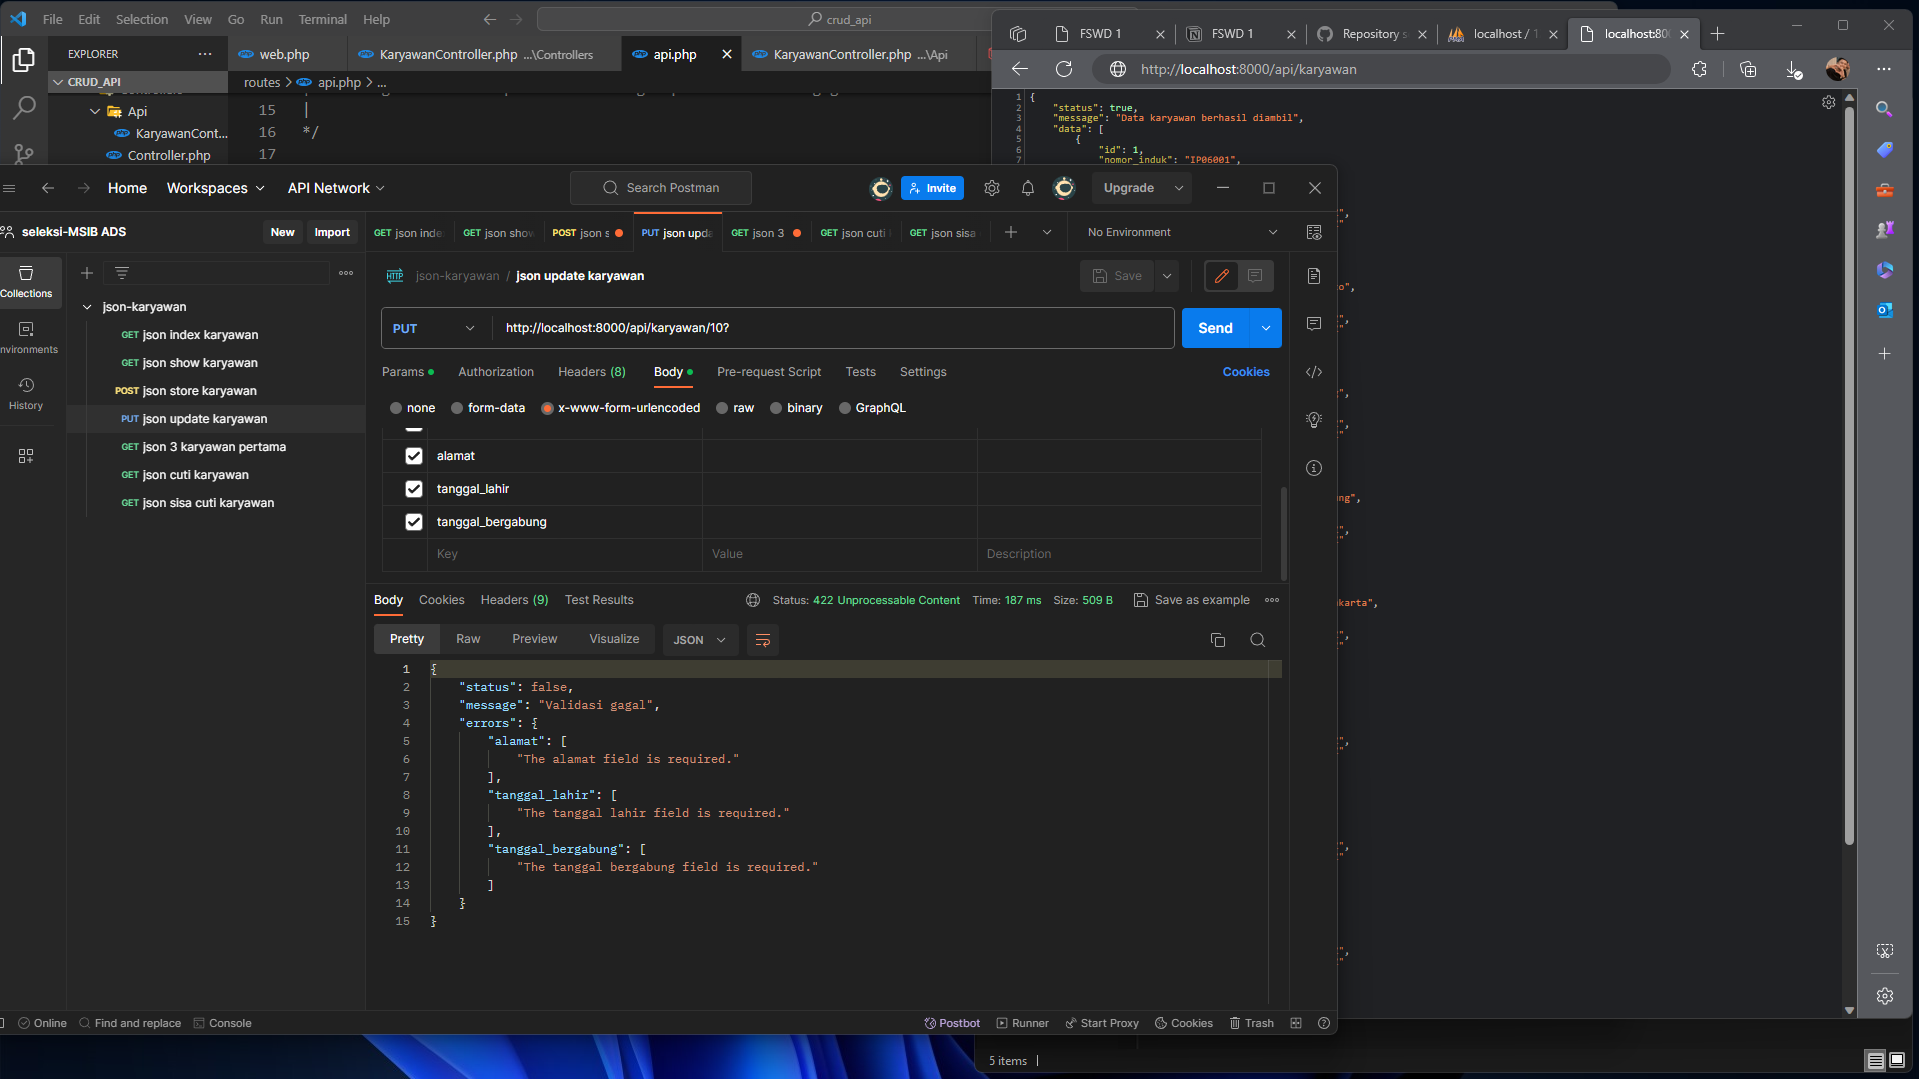 File Edit Selection View Go Run Terminal Help
crud_api
EXPLORER
web.php
KaryawanController.php ...\Controllers
api.php
KaryawanController.php ...\Api
CRUD_API
routes > api.php > ...
Api
KaryawanCont...
Controller.php
15 |
16 */
17
FSWD 1
FSWD 1
Repository s
localhost / 1
localhost:80
http://localhost:8000/api/karyawan
1 {
2 "status": true,
3 "message": "Data karyawan berhasil diambil",
4 "data": [
5 {
6 "id": 1,
7 "nomor_induk": "IP06001",
o",
ng",
karta",
Home Workspaces API Network
Search Postman
Invite
Upgrade
seleksi-MSIB ADS
New Import
GET json inde
GET json shov
POST json s
PUT json upda
GET json 3
GET json cuti
GET json sisa
No Environment
Collections
nvironments
History
json-karyawan
GET json index karyawan
GET json show karyawan
POST json store karyawan
PUT json update karyawan
GET json 3 karyawan pertama
GET json cuti karyawan
GET json sisa cuti karyawan
HTTP json-karyawan / json update karyawan
Save
PUT http://localhost:8000/api/karyawan/10?
Send
Params Authorization Headers (8) Body Pre-request Script Tests Settings Cookies
none form-data x-www-form-urlencoded raw binary GraphQL
alamat
tanggal_lahir
tanggal_bergabung
Key Value Description
Body Cookies Headers (9) Test Results
Status: 422 Unprocessable Content Time: 187 ms Size: 509 B Save as example
Pretty Raw Preview Visualize JSON
1 {
2 "status": false,
3 "message": "Validasi gagal",
4 "errors": {
5 "alamat": [
6 "The alamat field is required."
7 ],
8 "tanggal_lahir": [
9 "The tanggal lahir field is required."
10 ],
11 "tanggal_bergabung": [
12 "The tanggal bergabung field is required."
13 ]
14 }
15 }
Online Find and replace Console
Postbot Runner Start Proxy Cookies Trash
5 items